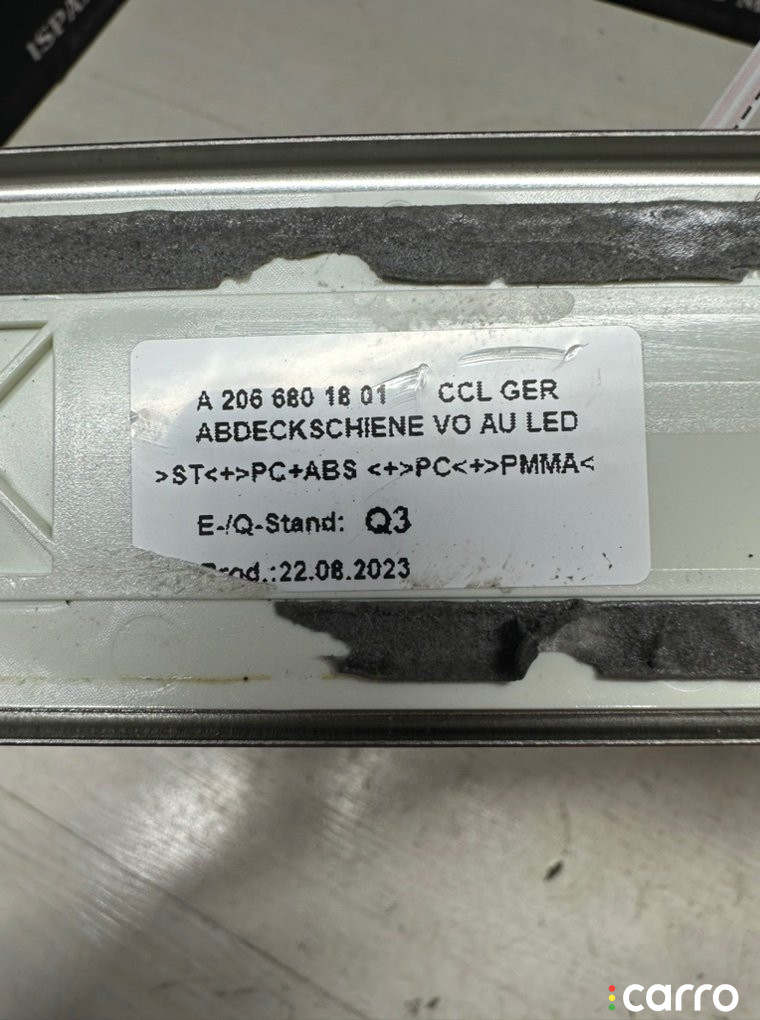 A 206 680 18 01 CCL GER
ABDECKSCHIENE VO AU LED
>ST<+>PC+ABS <+>PC<+>PMMA<
E-/Q-Stand: Q3
Prod.:22.08.2023
carro